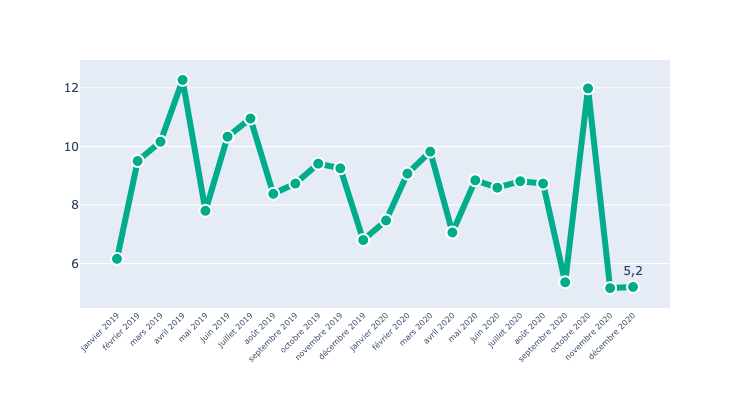 12
10
8
6
5,2
janvier 2019
février 2019
mars 2019
avril 2019
mai 2019
juin 2019
juillet 2019
août 2019
septembre 2019
octobre 2019
novembre 2019
décembre 2019
janvier 2020
février 2020
mars 2020
avril 2020
mai 2020
juin 2020
juillet 2020
août 2020
septembre 2020
octobre 2020
novembre 2020
décembre 2020